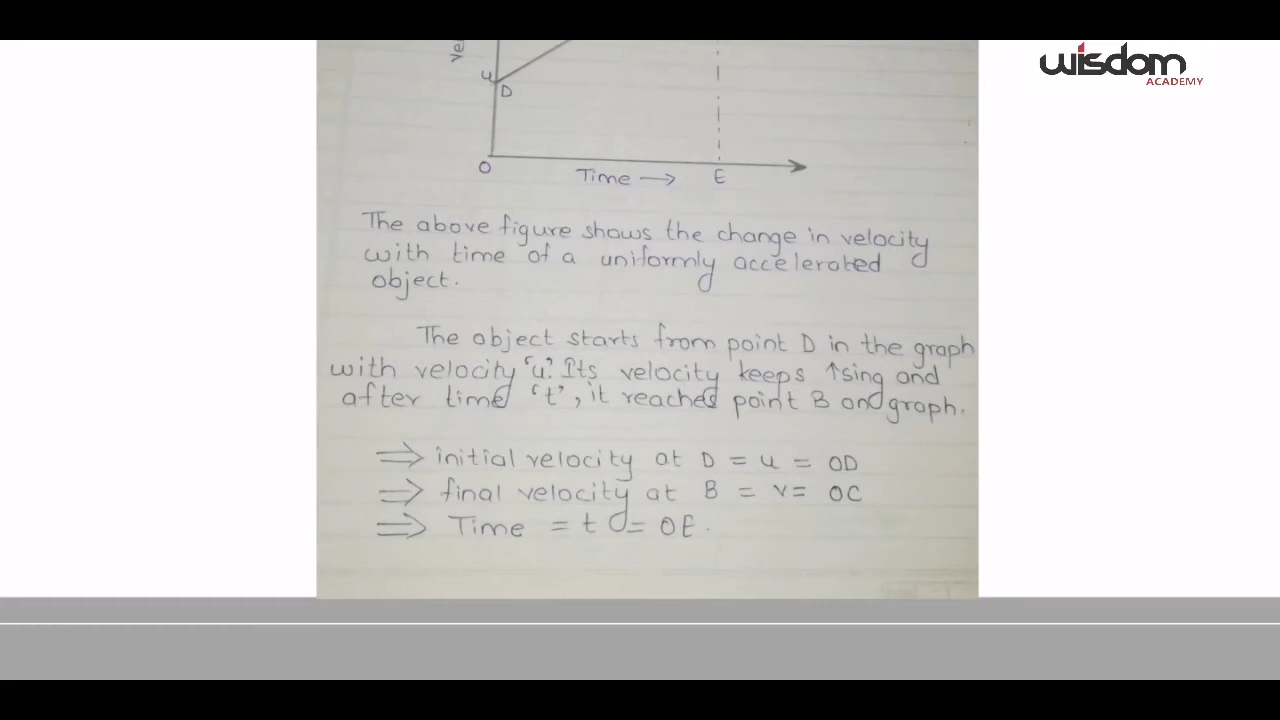 wisdom
ACADEMY
Ve
u
D
O
Time → E
The above figure shows the change in velocity
with time of a uniformly accelerated
object.
The object starts from point D in the graph
with velocity 'u'. Its velocity keeps ↑sing and
after time 't', it reaches point B on graph.
⇒ initial velocity at D = u = OD
⇒ final velocity at B = v = OC
⇒ Time = t = OE.